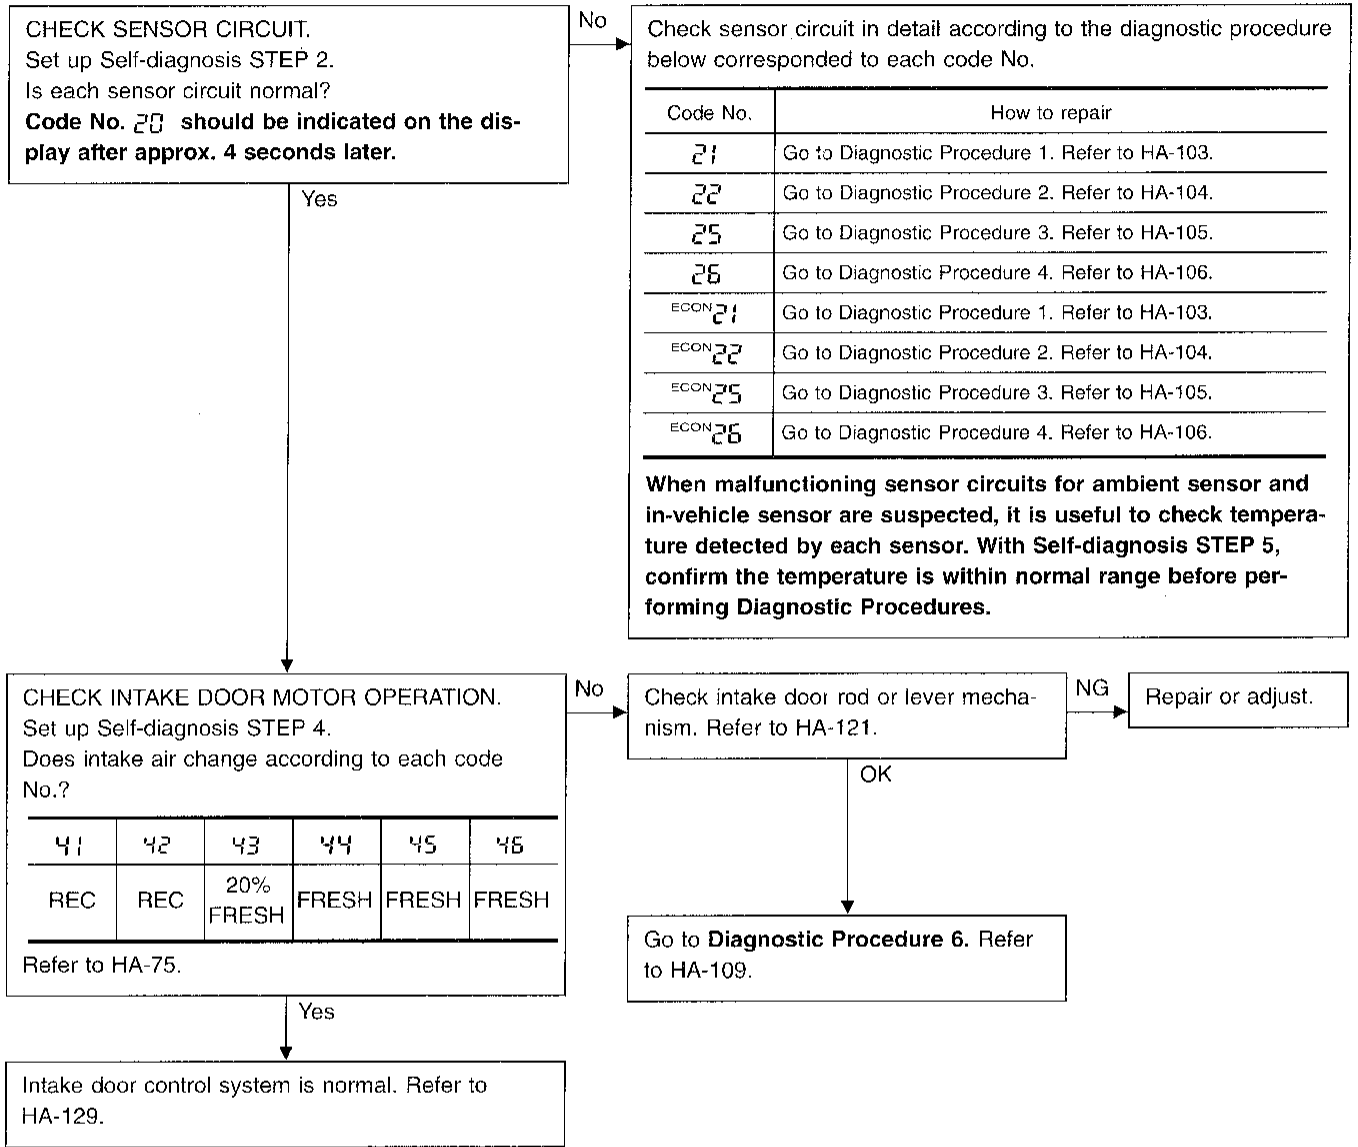 CHECK SENSOR CIRCUIT.
Set up Self-diagnosis STEP 2.
Is each sensor circuit normal?
Code No. 20 should be indicated on the dis-
play after approx. 4 seconds later.
No
Check sensor circuit in detail according to the diagnostic procedure
below corresponded to each code No.
Code No. How to repair
21 Go to Diagnostic Procedure 1. Refer to HA-103.
22 Go to Diagnostic Procedure 2. Refer to HA-104.
25 Go to Diagnostic Procedure 3. Refer to HA-105.
26 Go to Diagnostic Procedure 4. Refer to HA-106.
ECON21 Go to Diagnostic Procedure 1. Refer to HA-103.
ECON22 Go to Diagnostic Procedure 2. Refer to HA-104.
ECON25 Go to Diagnostic Procedure 3. Refer to HA-105.
ECON26 Go to Diagnostic Procedure 4. Refer to HA-106.
When malfunctioning sensor circuits for ambient sensor and
in-vehicle sensor are suspected, it is useful to check tempera-
ture detected by each sensor. With Self-diagnosis STEP 5,
confirm the temperature is within normal range before per-
forming Diagnostic Procedures.
Yes
CHECK INTAKE DOOR MOTOR OPERATION.
Set up Self-diagnosis STEP 4.
Does intake air change according to each code
No.?
41 42 43 44 45 46
REC REC 20% FRESH FRESH FRESH FRESH
Refer to HA-75.
No
Check intake door rod or lever mecha-
nism. Refer to HA-121.
NG
Repair or adjust.
OK
Go to Diagnostic Procedure 6. Refer
to HA-109.
Yes
Intake door control system is normal. Refer to
HA-129.